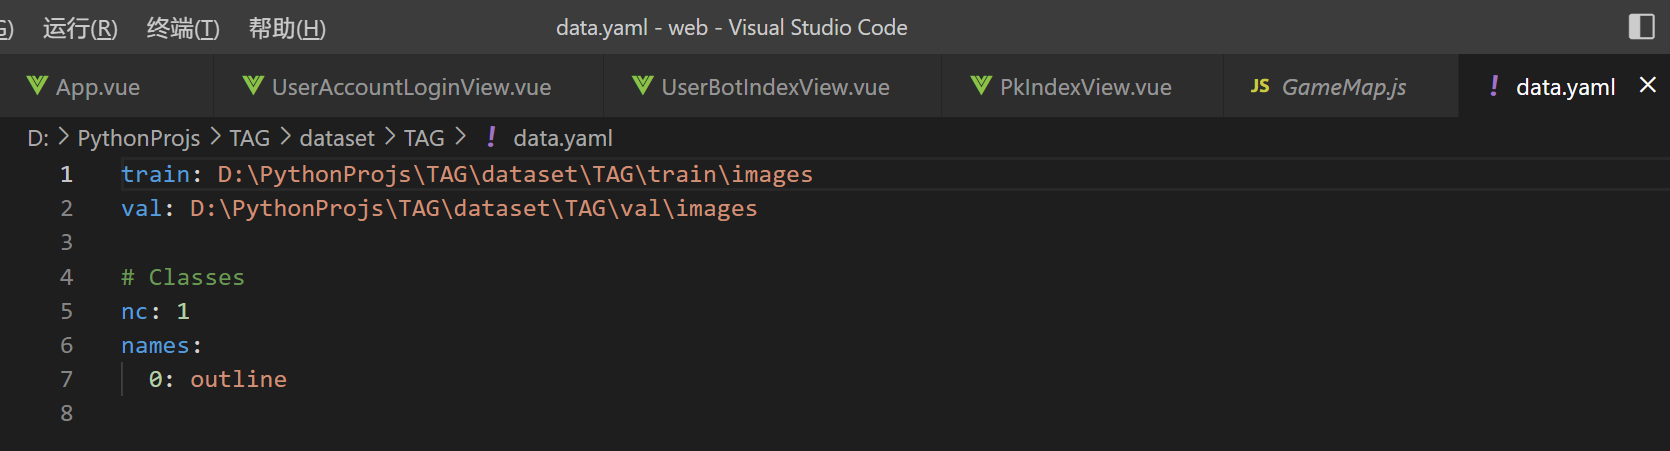 运行(R) 终端(T) 帮助(H) data.yaml - web - Visual Studio Code
App.vue UserAccountLoginView.vue UserBotIndexView.vue PkIndexView.vue JS GameMap.js ! data.yaml ×
D: > PythonProjs > TAG > dataset > TAG > ! data.yaml
1 train: D:\PythonProjs\TAG\dataset\TAG\train\images
2 val: D:\PythonProjs\TAG\dataset\TAG\val\images
3
4 # Classes
5 nc: 1
6 names:
7 0: outline
8